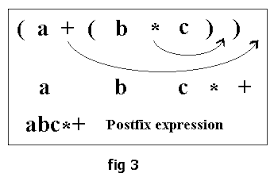 ( a + ( b * c ) )
a b c * +
abc*+ Postfix expression
fig 3